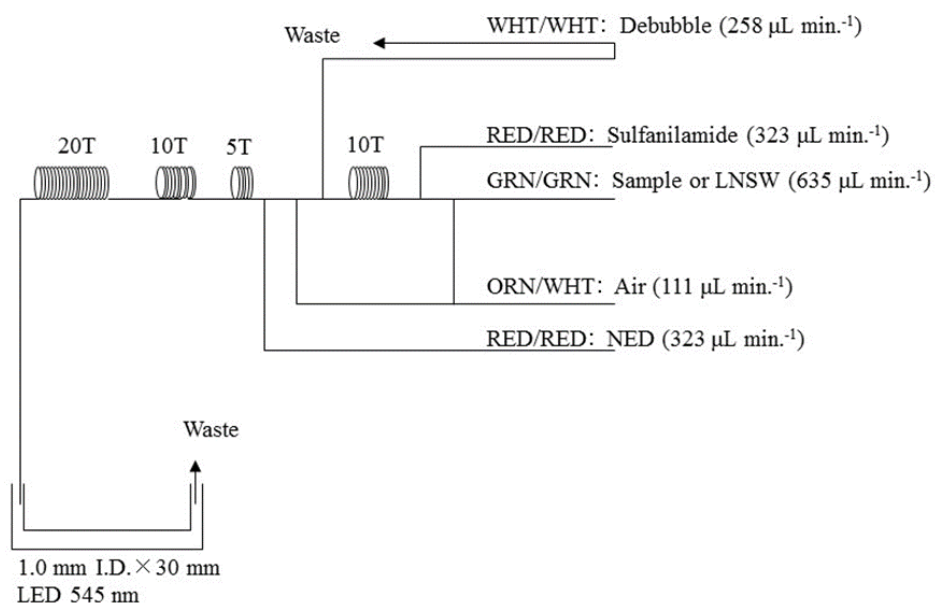 WHT/WHT: Debubble (258 μL min.-1)
Waste
RED/RED: Sulfanilamide (323 μL min.-1)
20T
10T
5T
10T
GRN/GRN: Sample or LNSW (635 μL min.-1)
ORN/WHT: Air (111 μL min.-1)
RED/RED: NED (323 μL min.-1)
Waste
1.0 mm I.D.×30 mm
LED 545 nm